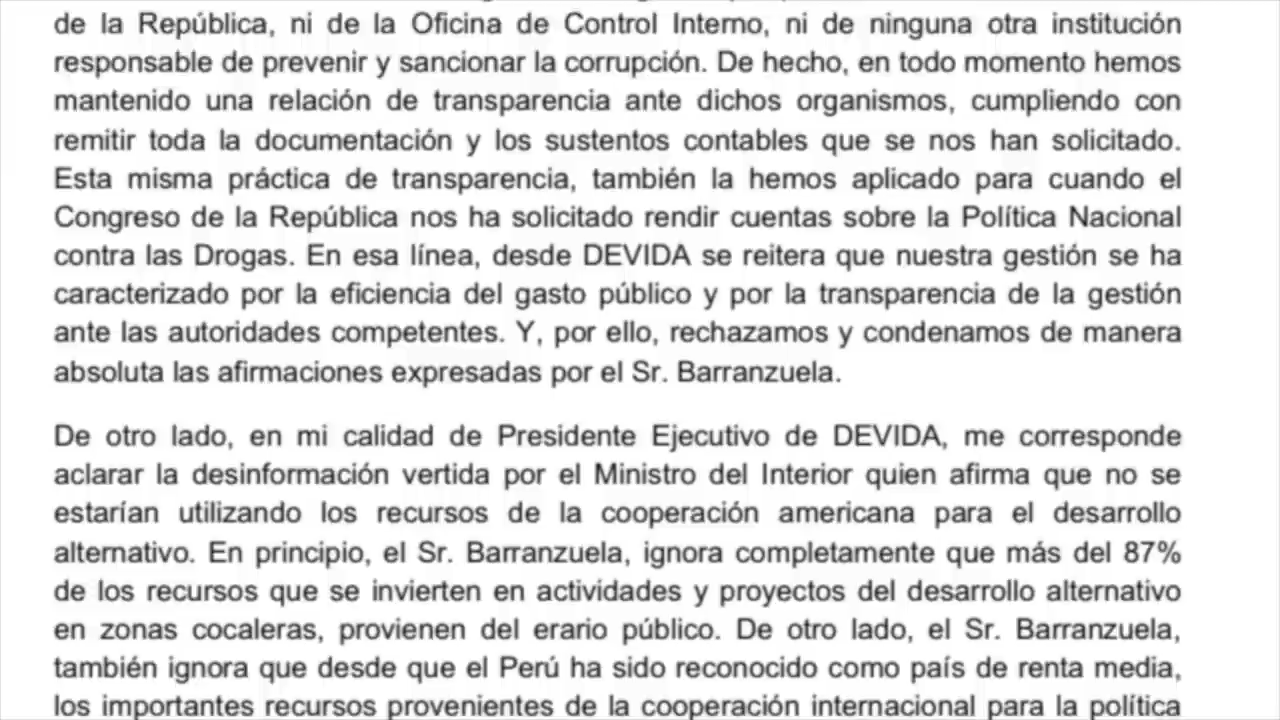 de la República, ni de la Oficina de Control Interno, ni de ninguna otra institución
responsable de prevenir y sancionar la corrupción. De hecho, en todo momento hemos
mantenido una relación de transparencia ante dichos organismos, cumpliendo con
remitir toda la documentación y los sustentos contables que se nos han solicitado.
Esta misma práctica de transparencia, también la hemos aplicado para cuando el
Congreso de la República nos ha solicitado rendir cuentas sobre la Política Nacional
contra las Drogas. En esa línea, desde DEVIDA se reitera que nuestra gestión se ha
caracterizado por la eficiencia del gasto público y por la transparencia de la gestión
ante las autoridades competentes. Y, por ello, rechazamos y condenamos de manera
absoluta las afirmaciones expresadas por el Sr. Barranzuela.
De otro lado, en mi calidad de Presidente Ejecutivo de DEVIDA, me corresponde
aclarar la desinformación vertida por el Ministro del Interior quien afirma que no se
estarían utilizando los recursos de la cooperación americana para el desarrollo
alternativo. En principio, el Sr. Barranzuela, ignora completamente que más del 87%
de los recursos que se invierten en actividades y proyectos del desarrollo alternativo
en zonas cocaleras, provienen del erario público. De otro lado, el Sr. Barranzuela,
también ignora que desde que el Perú ha sido reconocido como país de renta media,
los importantes recursos provenientes de la cooperación internacional para la política